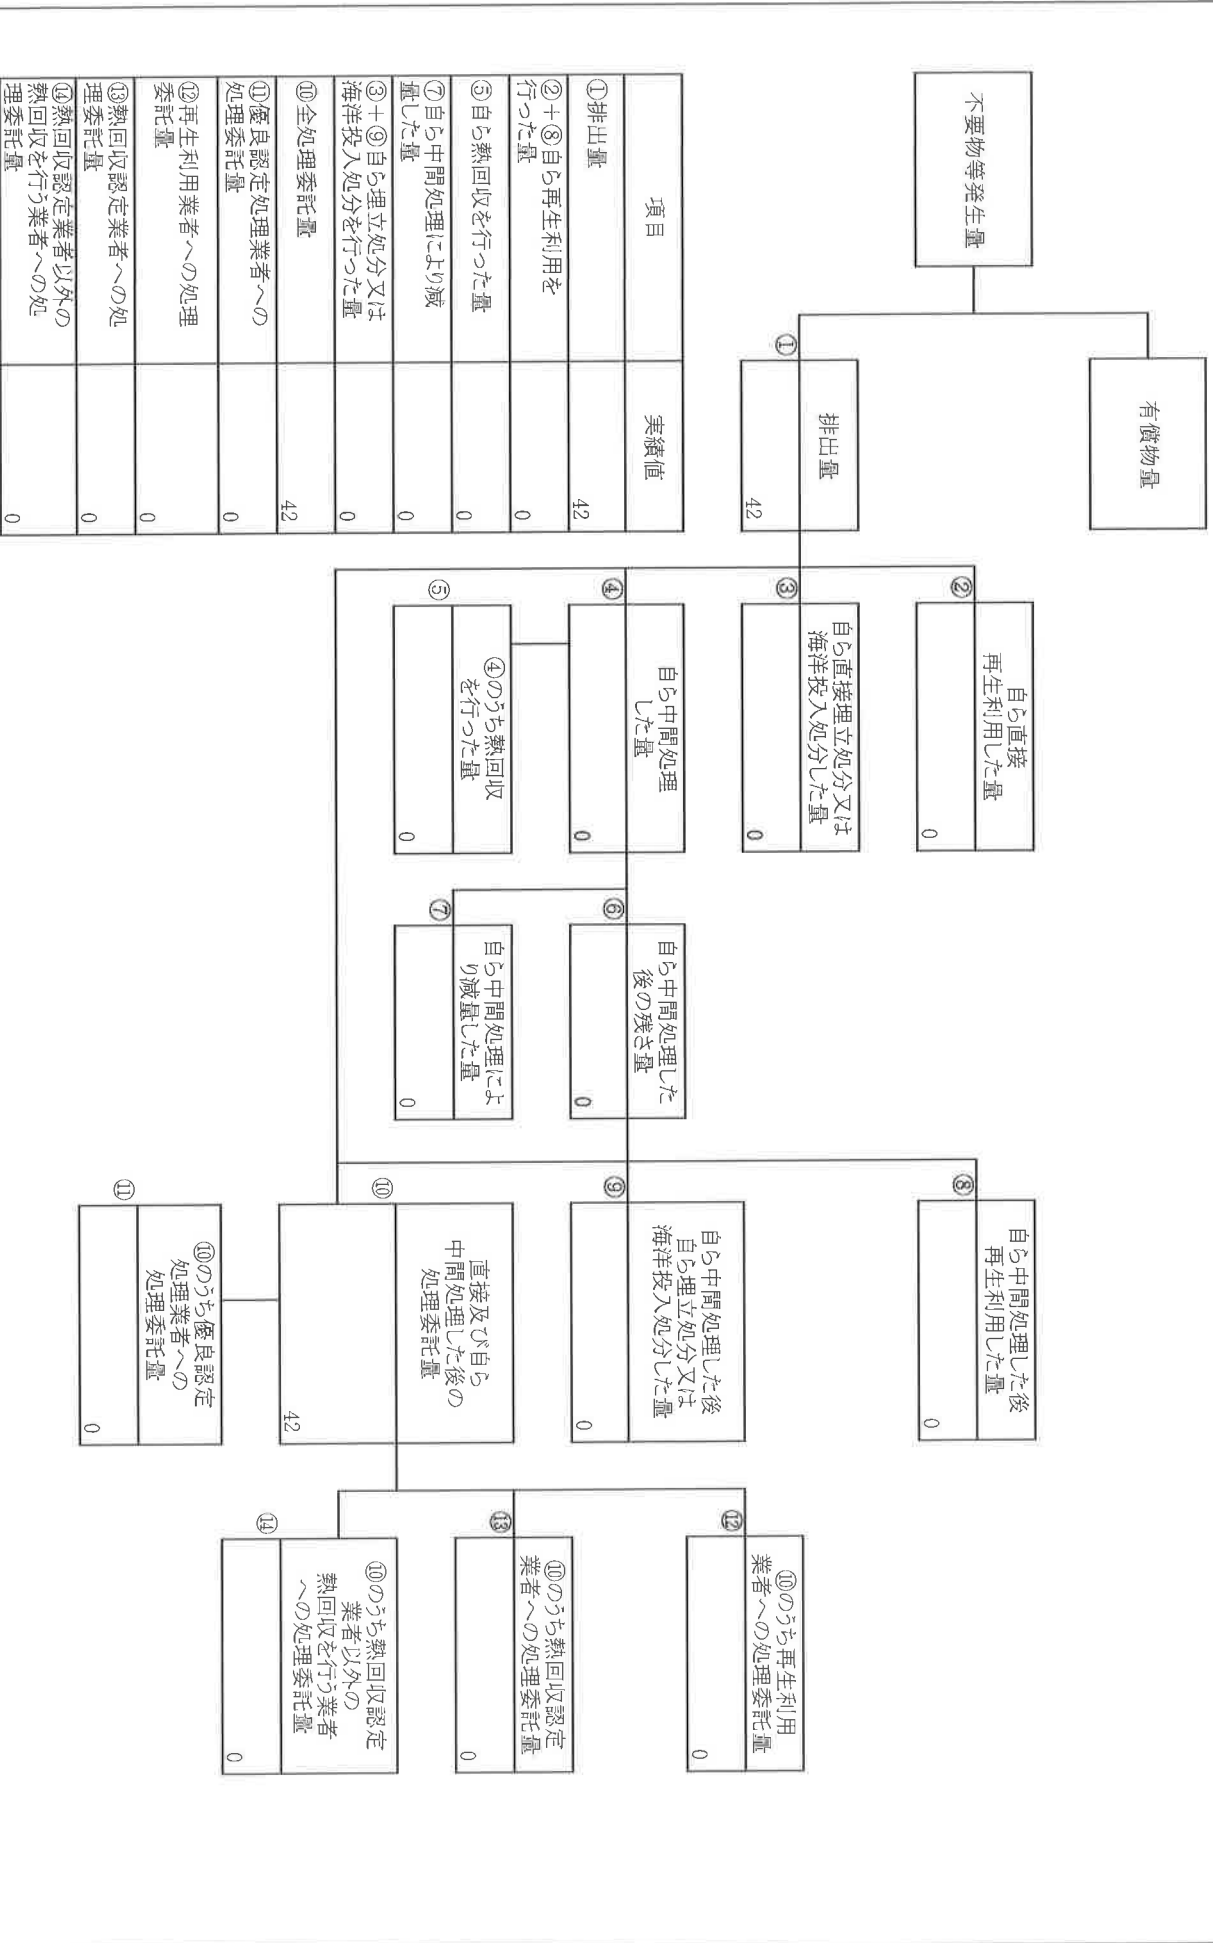 有償物量
不要物等発生量
①
排出量
42
②
自ら直接
再生利用した量
0
③
自ら直接埋立処分又は
海洋投入処分した量
0
④
自ら中間処理
した量
0
⑤
④のうち熱回収
を行った量
0
⑥
自ら中間処理した
後の残さ量
0
⑦
自ら中間処理によ
り減量した量
0
⑧
自ら中間処理した後
再生利用した量
0
⑨
自ら中間処理した後
自ら埋立処分又は
海洋投入処分した量
0
⑩
直接及び自ら
中間処理した後の
処理委託量
42
⑪
⑩のうち優良認定
処理業者への
処理委託量
0
⑫
⑩のうち再生利用
業者への処理委託量
0
⑬
⑩のうち熱回収認定
業者への処理委託量
0
⑭
⑩のうち熱回収認定
業者以外の
熱回収を行う業者
への処理委託量
0
項目 実績値
①排出量 42
②+⑧自ら再生利用を
行った量 0
⑤自ら熱回収を行った量 0
⑦自ら中間処理により減
量した量 0
③+⑨自ら埋立処分又は
海洋投入処分を行った量 0
⑩全処理委託量 42
⑪優良認定処理業者への
処理委託量 0
⑫再生利用業者への処理
委託量 0
⑬熱回収認定業者への処
理委託量 0
⑭熱回収認定業者以外の
熱回収を行う業者への処
理委託量 0